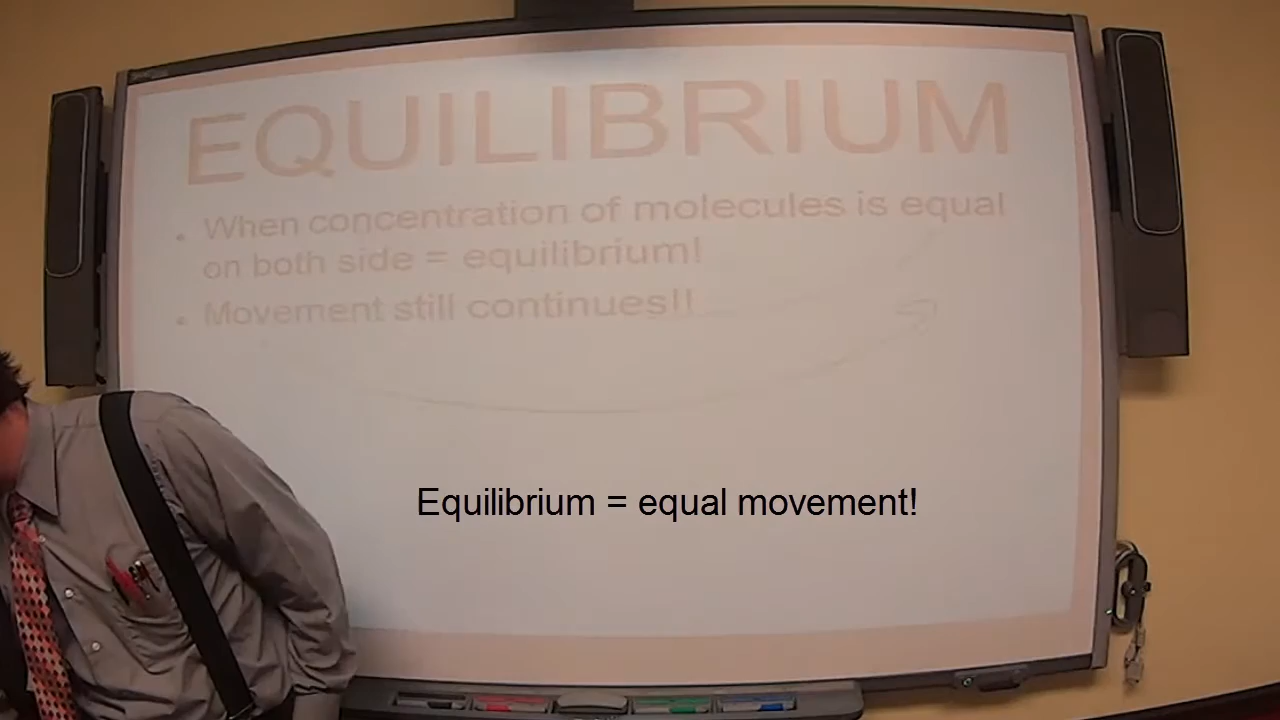 EQUILIBRIUM
• When concentration of molecules is equal
on both side = equilibrium!
• Movement still continues!!
Equilibrium = equal movement!